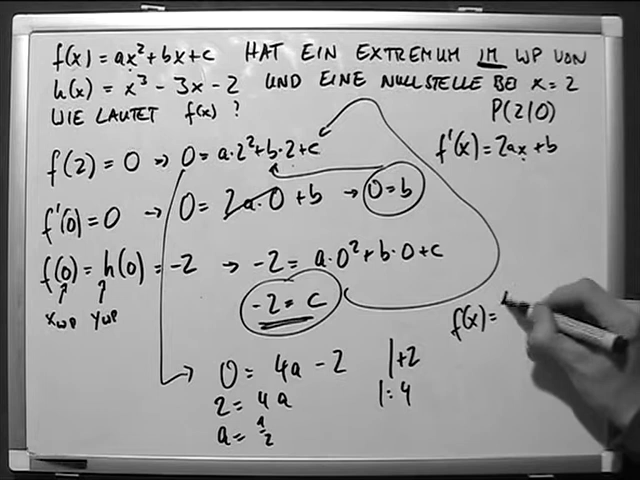 f(x) = ax² + bx + c HAT EIN EXTREMUM IM WP VON
h(x) = x³ - 3x - 2 UND EINE NULLSTELLE BEI x = 2
WIE LAUTET f(x) ? P(2|0)
f(2) = 0 → 0 = a·2² + b·2 + c f'(x) = 2ax + b
f'(0) = 0 → 0 = 2a·0 + b → 0 = b
f(0) = h(0) = -2 → -2 = a·0² + b·0 + c
x WP y WP -2 = c
f(x) =
0 = 4a - 2 | +2
2 = 4a | : 4
a = 1/2